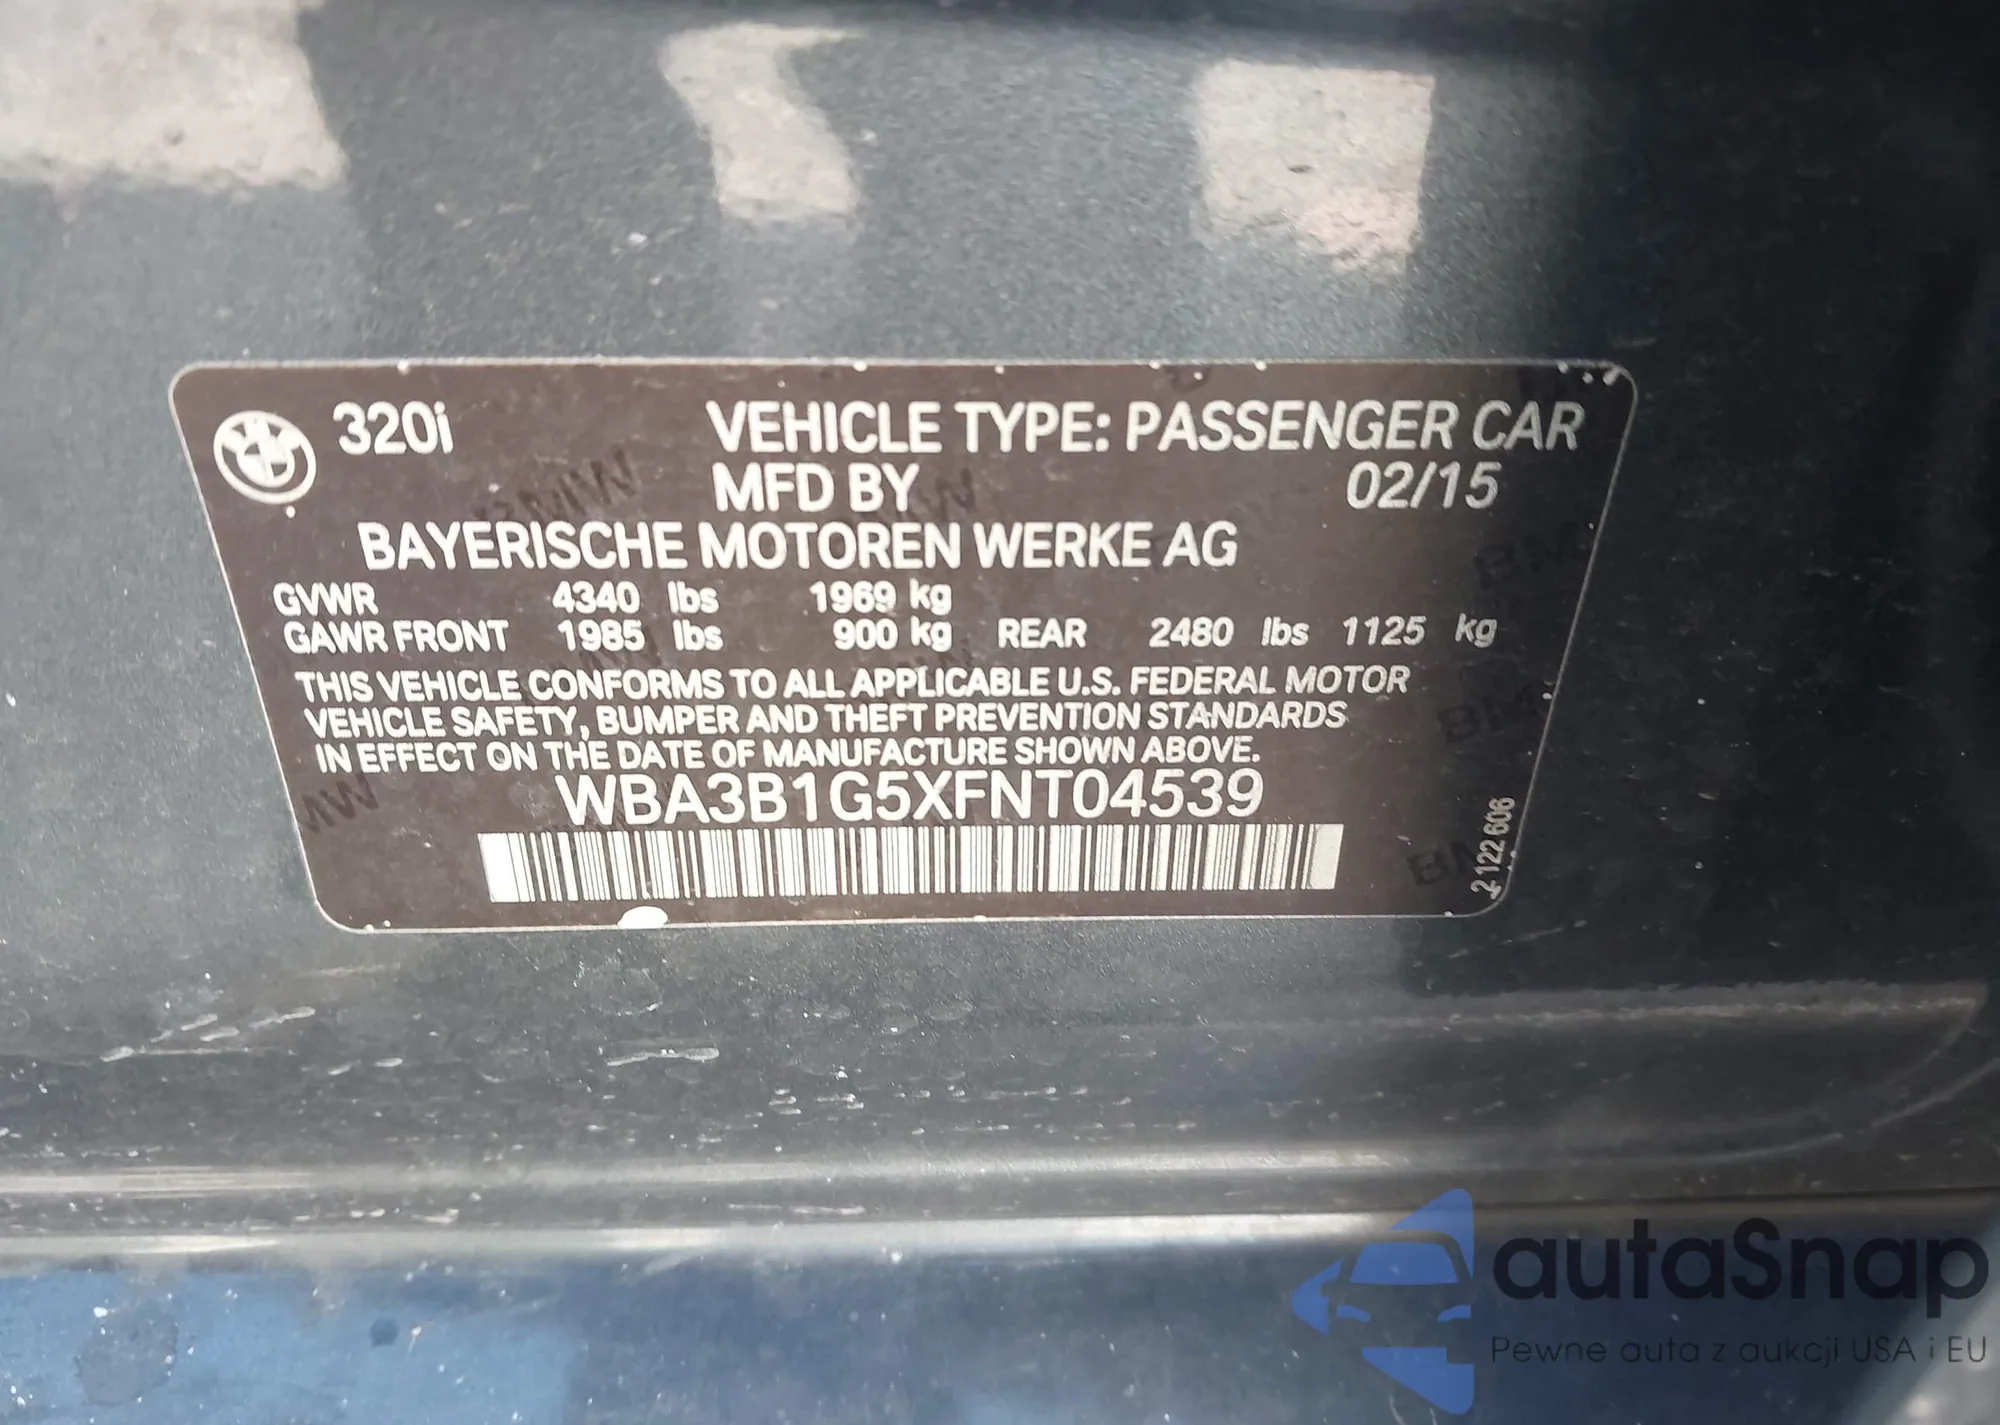 320i VEHICLE TYPE: PASSENGER CAR
MFD BY 02/15
BAYERISCHE MOTOREN WERKE AG
GVWR 4340 lbs 1969 kg
GAWR FRONT 1985 lbs 900 kg REAR 2480 lbs 1125 kg
THIS VEHICLE CONFORMS TO ALL APPLICABLE U.S. FEDERAL MOTOR
VEHICLE SAFETY, BUMPER AND THEFT PREVENTION STANDARDS
IN EFFECT ON THE DATE OF MANUFACTURE SHOWN ABOVE.
WBA3B1G5XFNT04539
2 122 606
autaSnap
Pewne auta z aukcji USA i EU